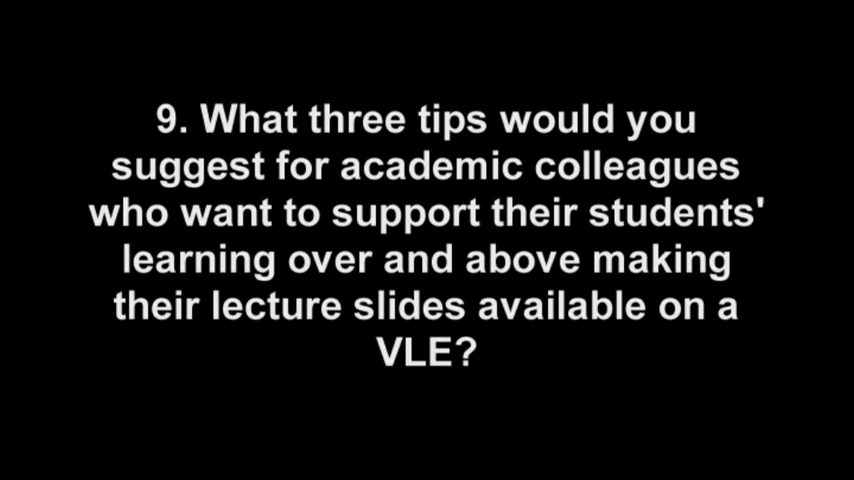 9. What three tips would you
suggest for academic colleagues
who want to support their students'
learning over and above making
their lecture slides available on a
VLE?